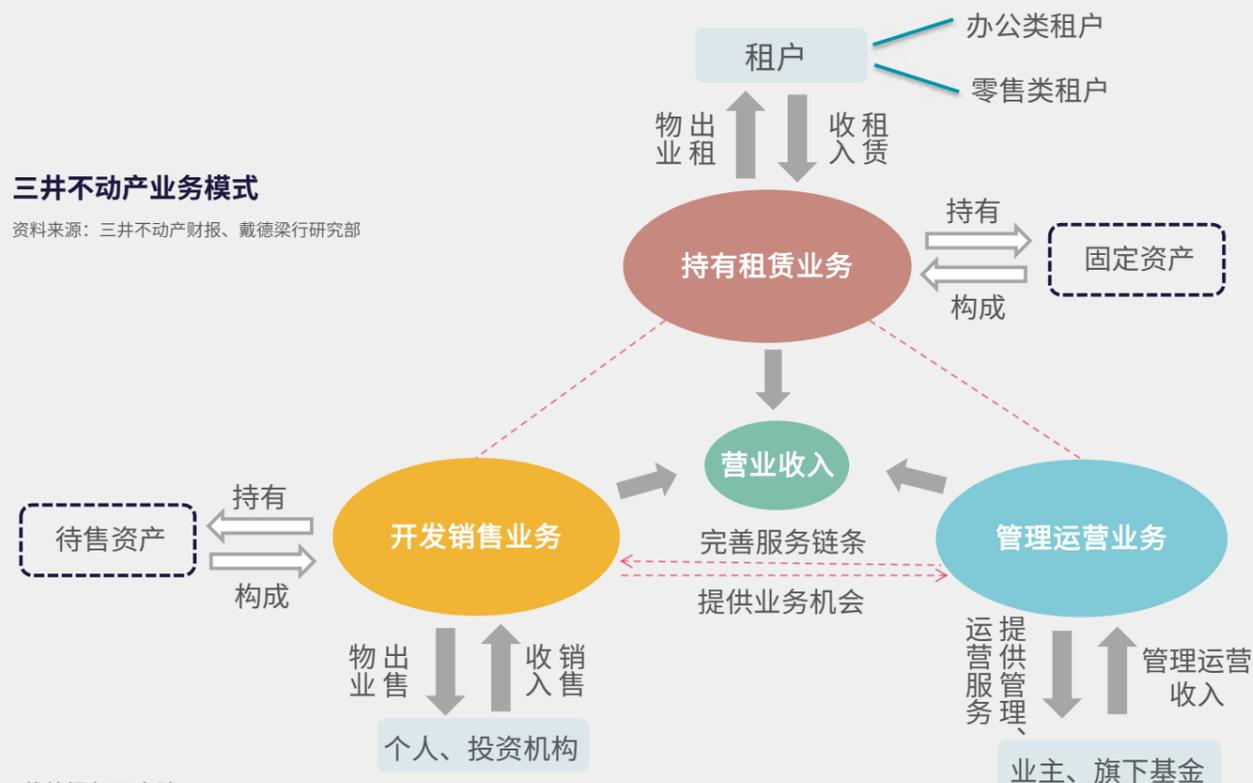 办公类租户
租户
零售类租户
出租
物业
租赁
收入
三井不动产业务模式
资料来源：三井不动产财报、戴德梁行研究部
持有租赁业务
持有
固定资产
构成
营业收入
持有
待售资产
构成
开发销售业务
管理运营业务
完善服务链条
提供业务机会
出售
物业
销售
收入
提供管理、
运营服务
管理运营
收入
个人、投资机构
业主、旗下基金